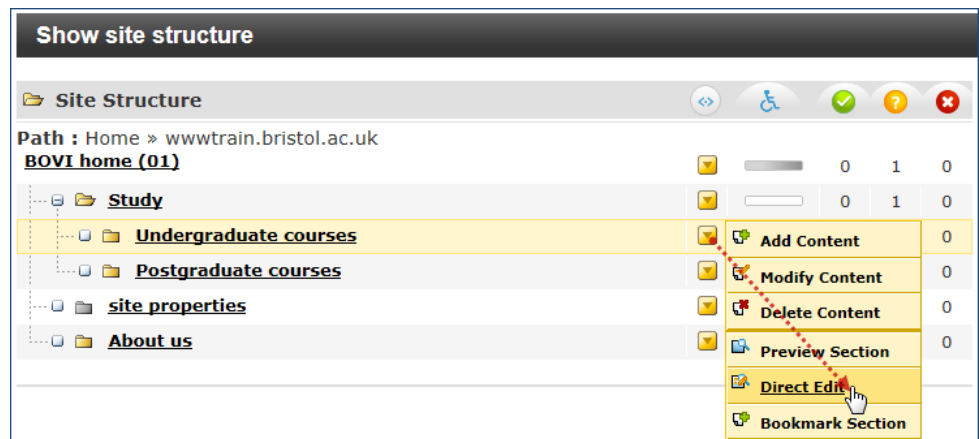 Show site structure
Site Structure
Path : Home » wwwtrain.bristol.ac.uk
BOVI home (01) 0 1 0
Study 0 1 0
Undergraduate courses 0
Add Content
Postgraduate courses 0
Modify Content
site properties 0
Delete Content
About us 0
Preview Section
Direct Edit
Bookmark Section